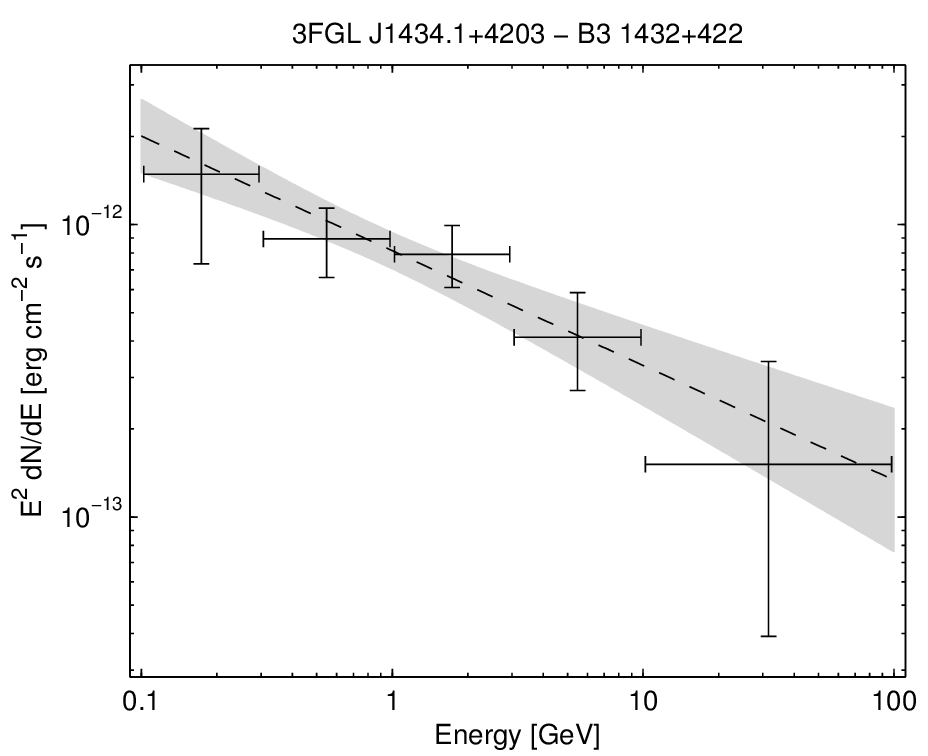 3FGL J1434.1+4203 − B3 1432+422
E² dN/dE [erg cm⁻² s⁻¹]
10⁻¹²
10⁻¹³
0.1 1 10 100
Energy [GeV]